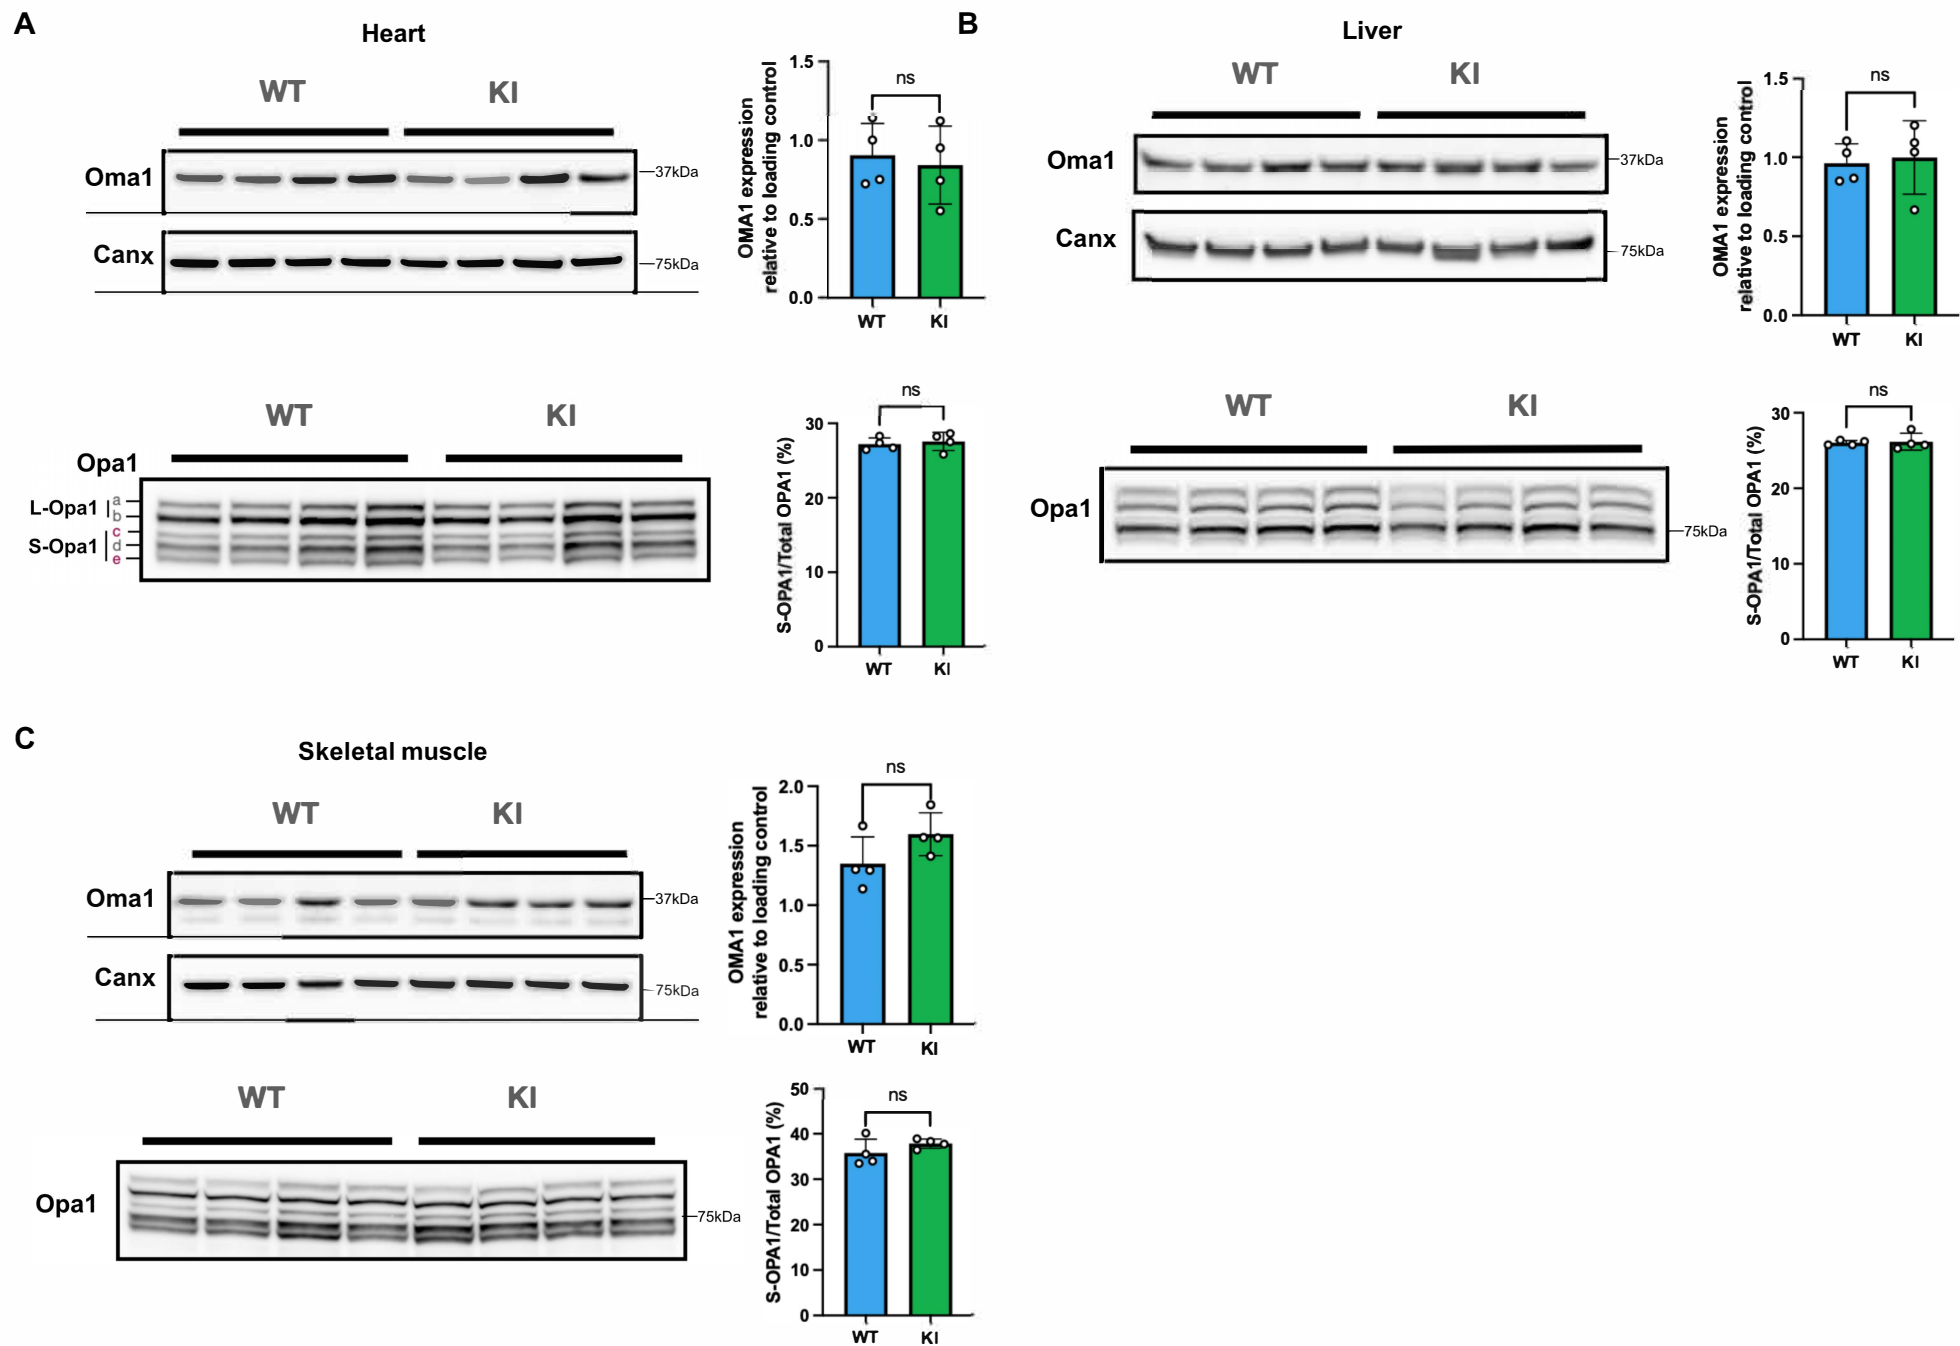 A
Heart
WT KI
Oma1
37kDa
Canx
75kDa
OMA1 expression
relative to loading control
1.5
1.0
0.5
0.0
ns
WT KI
WT KI
Opa1
L-Opa1
a
b
S-Opa1
c
d
e
S-OPA1/Total OPA1 (%)
30
20
10
0
ns
WT KI
B
Liver
WT KI
Oma1
37kDa
Canx
75kDa
OMA1 expression
relative to loading control
1.5
1.0
0.5
0.0
ns
WT KI
WT KI
Opa1
75kDa
S-OPA1/Total OPA1 (%)
30
20
10
0
ns
WT KI
C
Skeletal muscle
WT KI
Oma1
37kDa
Canx
75kDa
OMA1 expression
relative to loading control
2.0
1.5
1.0
0.5
0.0
ns
WT KI
WT KI
Opa1
75kDa
S-OPA1/Total OPA1 (%)
50
40
30
20
10
0
ns
WT KI